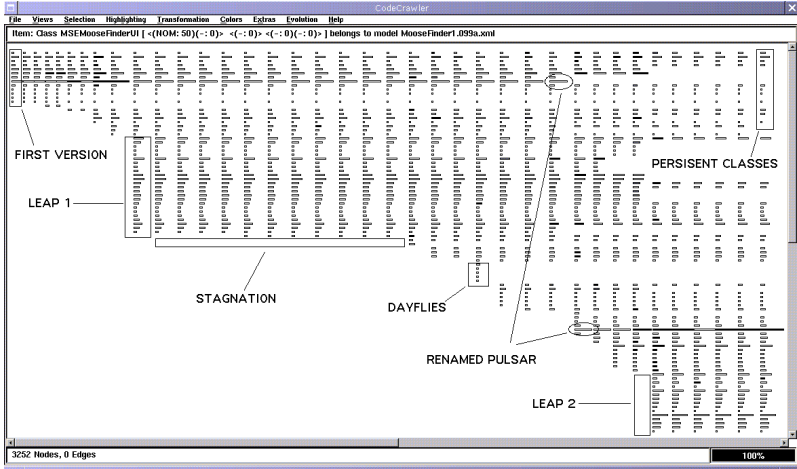 CodeCrawler
File Views Selection Highlighting Transformation Colors Extras Evolution Help
Item: Class MSEMooseFinderUI [ <(NOM: 50)(-: 0)> <(-: 0)> <(-: 0)(-: 0)> ] belongs to model MooseFinder1.099a.xml
FIRST VERSION
PERSISENT CLASSES
LEAP 1
STAGNATION
DAYFLIES
RENAMED PULSAR
LEAP 2
3252 Nodes, 0 Edges
100%